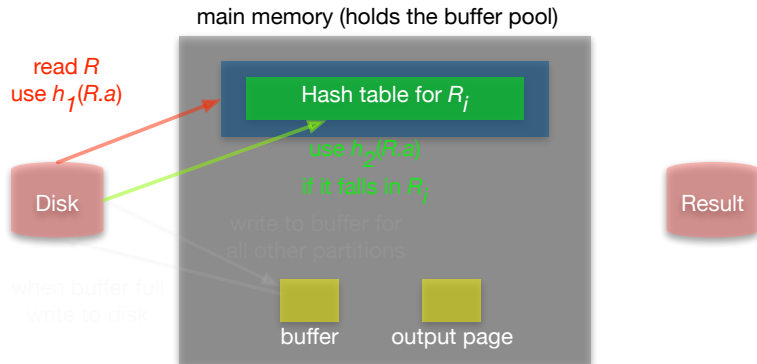 main memory (holds the buffer pool)
read R
use h1(R.a)
Hash table for Ri
use h2(R.a)
if it falls in Ri
Disk
Result
write to buffer for
all other partitions
when buffer full
write to disk
buffer
output page